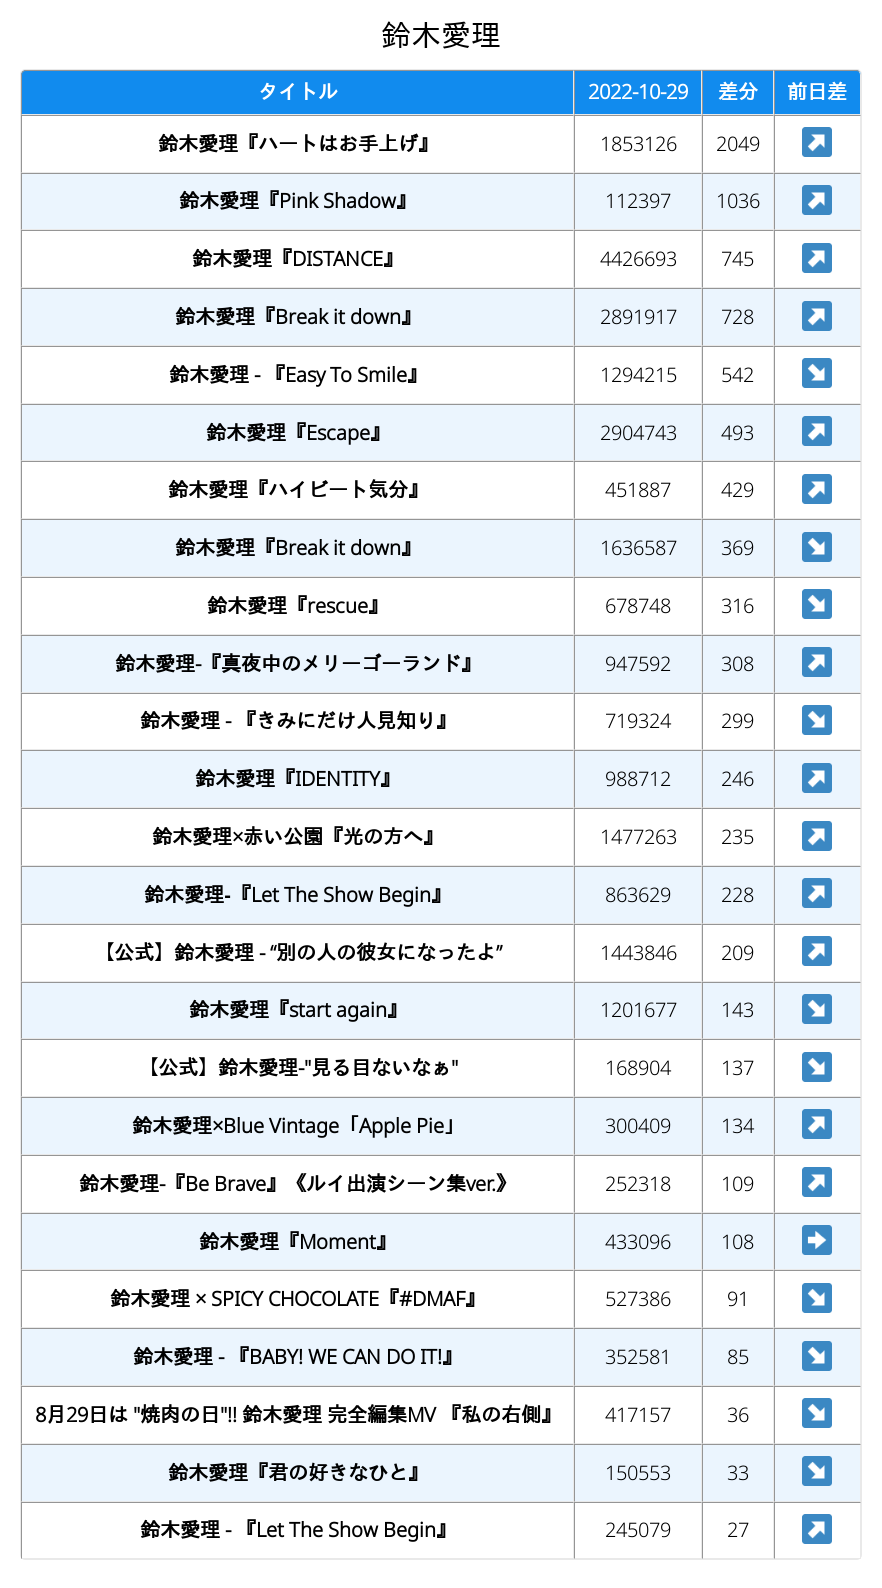 鈴木愛理
タイトル 2022-10-29 差分 前日差
鈴木愛理『ハートはお手上げ』 1853126 2049 ↗
鈴木愛理『Pink Shadow』 112397 1036 ↗
鈴木愛理『DISTANCE』 4426693 745 ↗
鈴木愛理『Break it down』 2891917 728 ↗
鈴木愛理 - 『Easy To Smile』 1294215 542 ↘
鈴木愛理『Escape』 2904743 493 ↗
鈴木愛理『ハイビート気分』 451887 429 ↗
鈴木愛理『Break it down』 1636587 369 ↘
鈴木愛理『rescue』 678748 316 ↘
鈴木愛理-『真夜中のメリーゴーランド』 947592 308 ↗
鈴木愛理 - 『きみにだけ人見知り』 719324 299 ↘
鈴木愛理『IDENTITY』 988712 246 ↗
鈴木愛理×赤い公園『光の方へ』 1477263 235 ↗
鈴木愛理-『Let The Show Begin』 863629 228 ↗
【公式】鈴木愛理 - “別の人の彼女になったよ” 1443846 209 ↗
鈴木愛理『start again』 1201677 143 ↘
【公式】鈴木愛理-"見る目ないなぁ" 168904 137 ↘
鈴木愛理×Blue Vintage「Apple Pie」 300409 134 ↗
鈴木愛理-『Be Brave』《ルイ出演シーン集ver.》 252318 109 ↗
鈴木愛理『Moment』 433096 108 →
鈴木愛理 × SPICY CHOCOLATE『#DMAF』 527386 91 ↘
鈴木愛理 - 『BABY! WE CAN DO IT!』 352581 85 ↘
8月29日は "焼肉の日"!! 鈴木愛理 完全編集MV 『私の右側』 417157 36 ↘
鈴木愛理『君の好きなひと』 150553 33 ↘
鈴木愛理 - 『Let The Show Begin』 245079 27 ↗